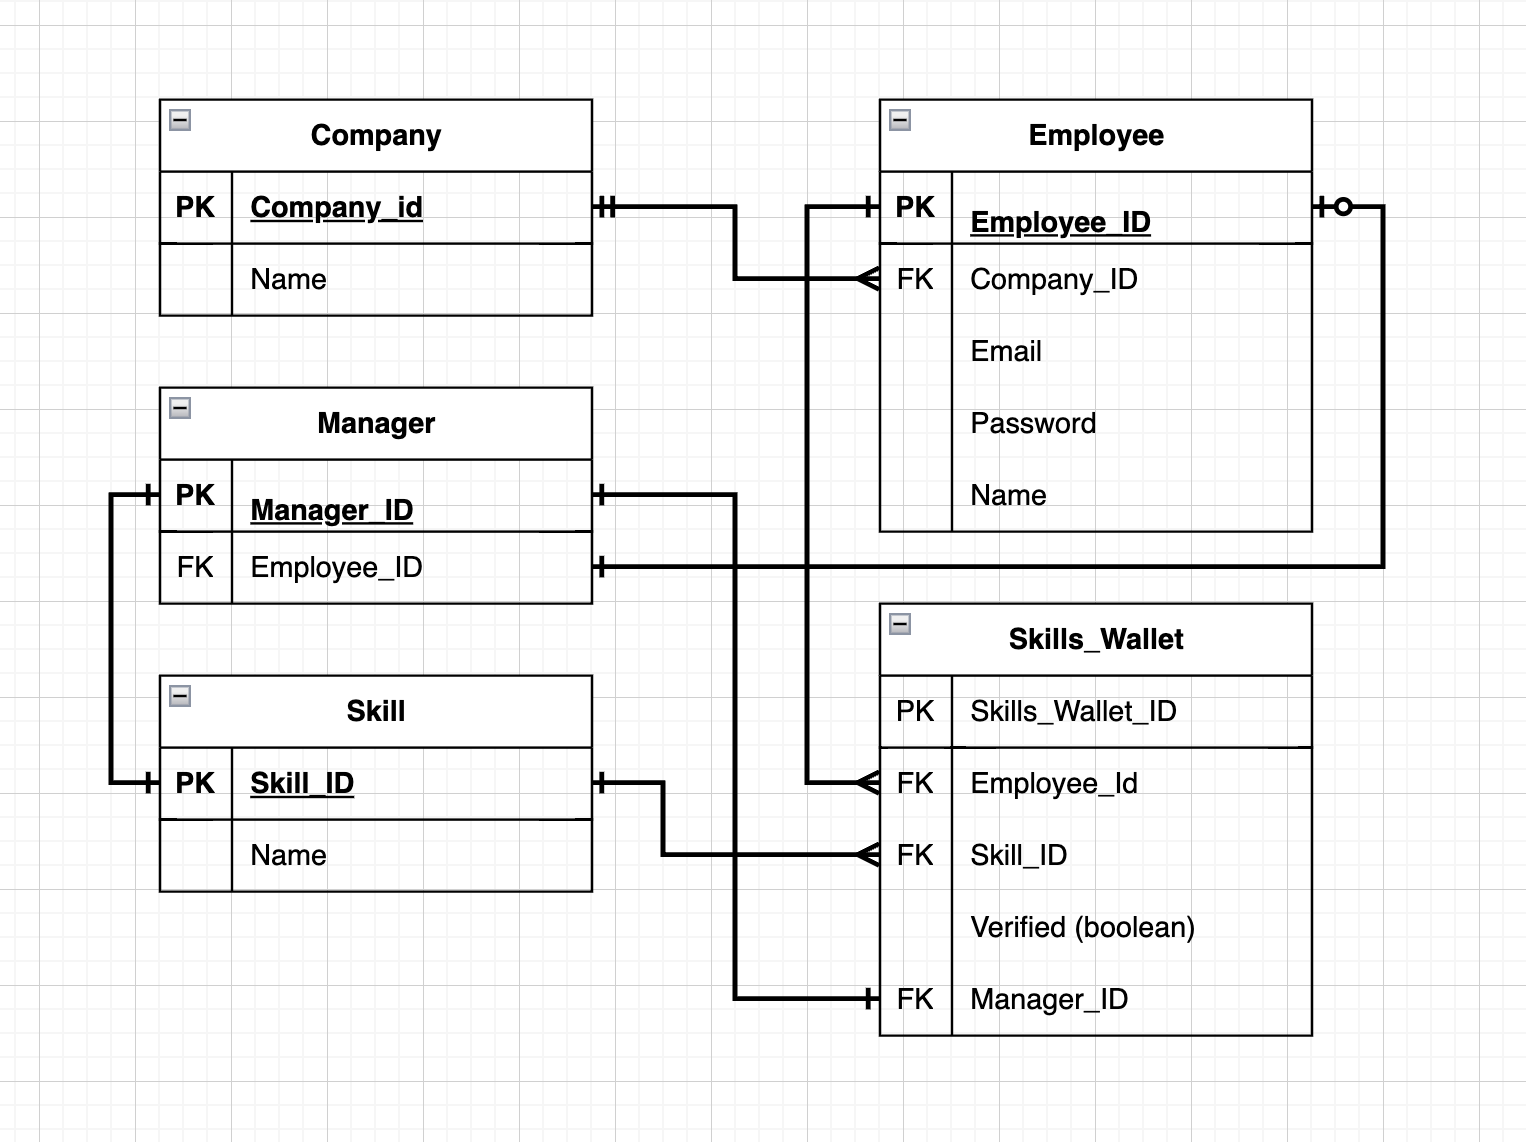 Company
PK Company_id
Name
Employee
PK Employee_ID
FK Company_ID
Email
Password
Name
Manager
PK Manager_ID
FK Employee_ID
Skill
PK Skill_ID
Name
Skills_Wallet
PK Skills_Wallet_ID
FK Employee_Id
FK Skill_ID
Verified (boolean)
FK Manager_ID